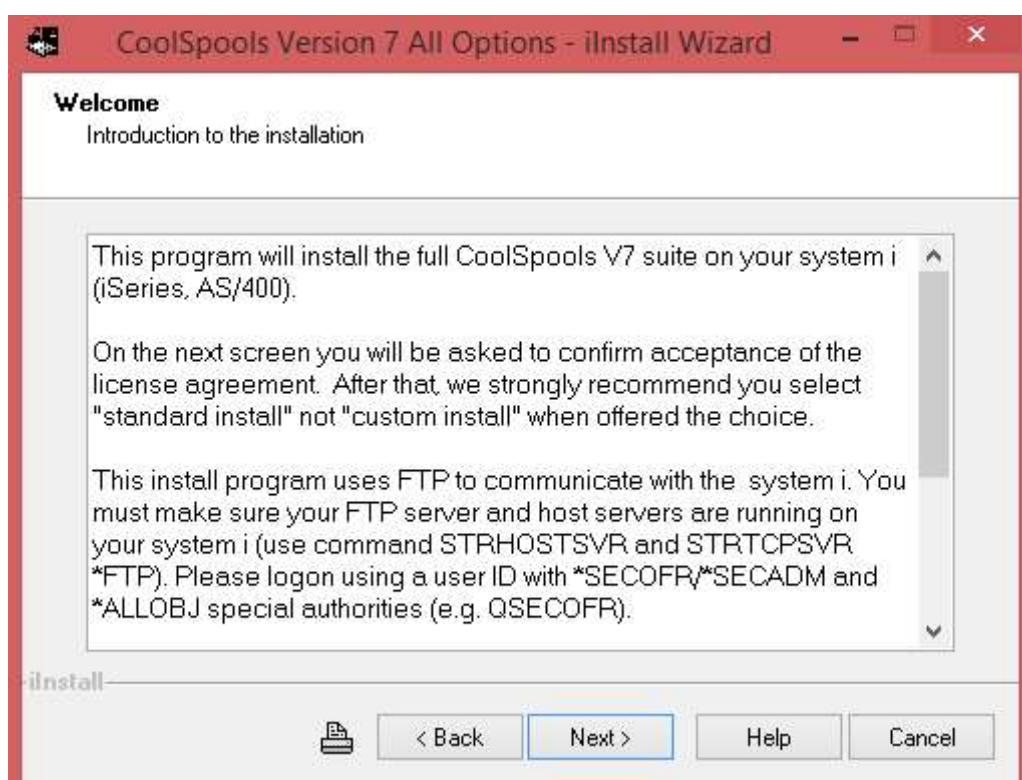 CoolSpools Version 7 All Options - iInstall Wizard
Welcome
Introduction to the installation
This program will install the full CoolSpools V7 suite on your system i
(iSeries, AS/400).
On the next screen you will be asked to confirm acceptance of the
license agreement. After that, we strongly recommend you select
"standard install" not "custom install" when offered the choice.
This install program uses FTP to communicate with the system i. You
must make sure your FTP server and host servers are running on
your system i (use command STRHOSTSVR and STRTCPSVR
*FTP). Please logon using a user ID with *SECOFR/*SECADM and
*ALLOBJ special authorities (e.g. QSECOFR).
iInstall
< Back
Next >
Help
Cancel